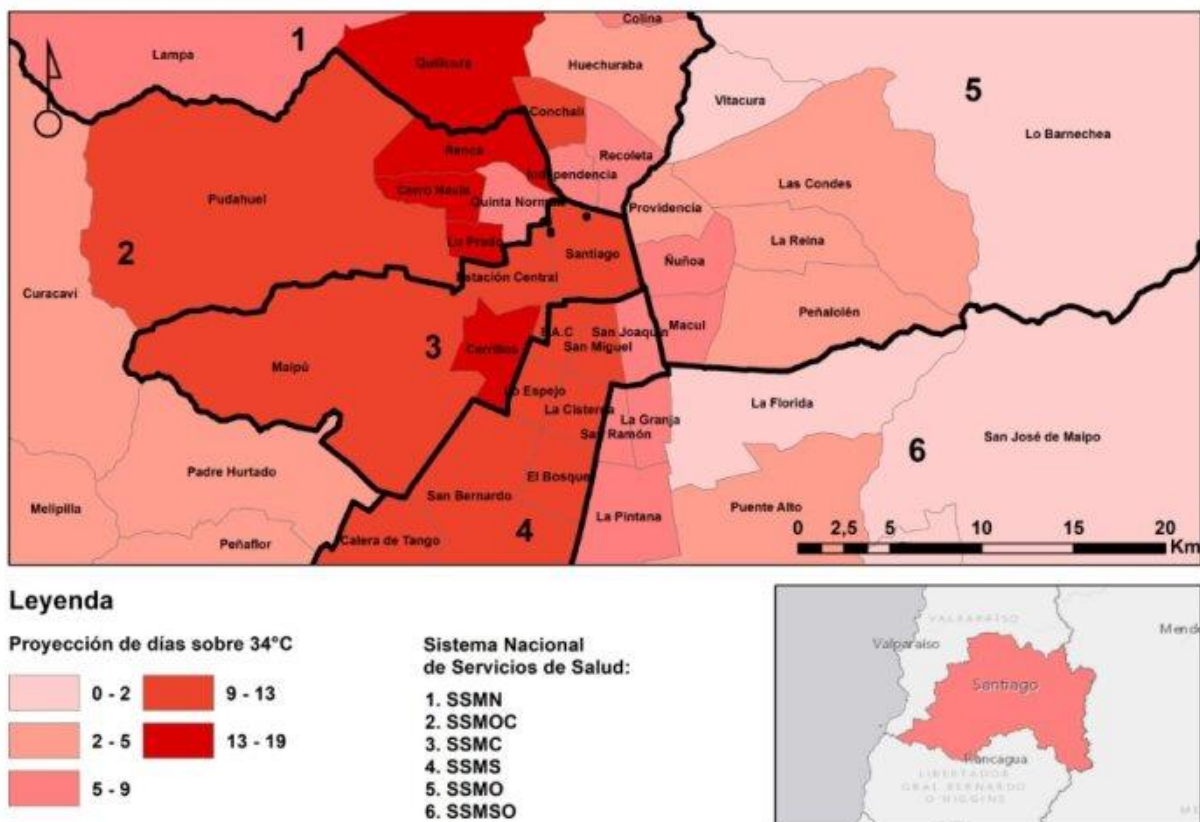 Colina
1
Lampa
Quilicura
Huechuraba
5
Vitacura
Conchalí
Lo Barnechea
Renca
Recoleta
Independencia
Las Condes
Cerro Navia
Pudahuel
Quinta Normal
Providencia
2
Lo Prado
La Reina
Santiago
Ñuñoa
Estación Central
Curacaví
Peñalolén
P.A.C
San Joaquín
Macul
3
Cerrillos
San Miguel
Maipú
Lo Espejo
La Florida
La Cisterna
La Granja
San Ramón
San José de Maipo
6
Padre Hurtado
El Bosque
San Bernardo
Melipilla
Puente Alto
La Pintana
4
Peñaflor
Calera de Tango
0 2,5 5 10 15 20
Km
Leyenda
Proyección de días sobre 34°C
0 - 2
9 - 13
2 - 5
13 - 19
5 - 9
Sistema Nacional
de Servicios de Salud:
1. SSMN
2. SSMOC
3. SSMC
4. SSMS
5. SSMO
6. SSMSO
VALPARAÍSO
Valparaíso
Mend
Santiago
Rancagua
LIBERTADOR
GRAL BERNARDO
O'HIGGINS